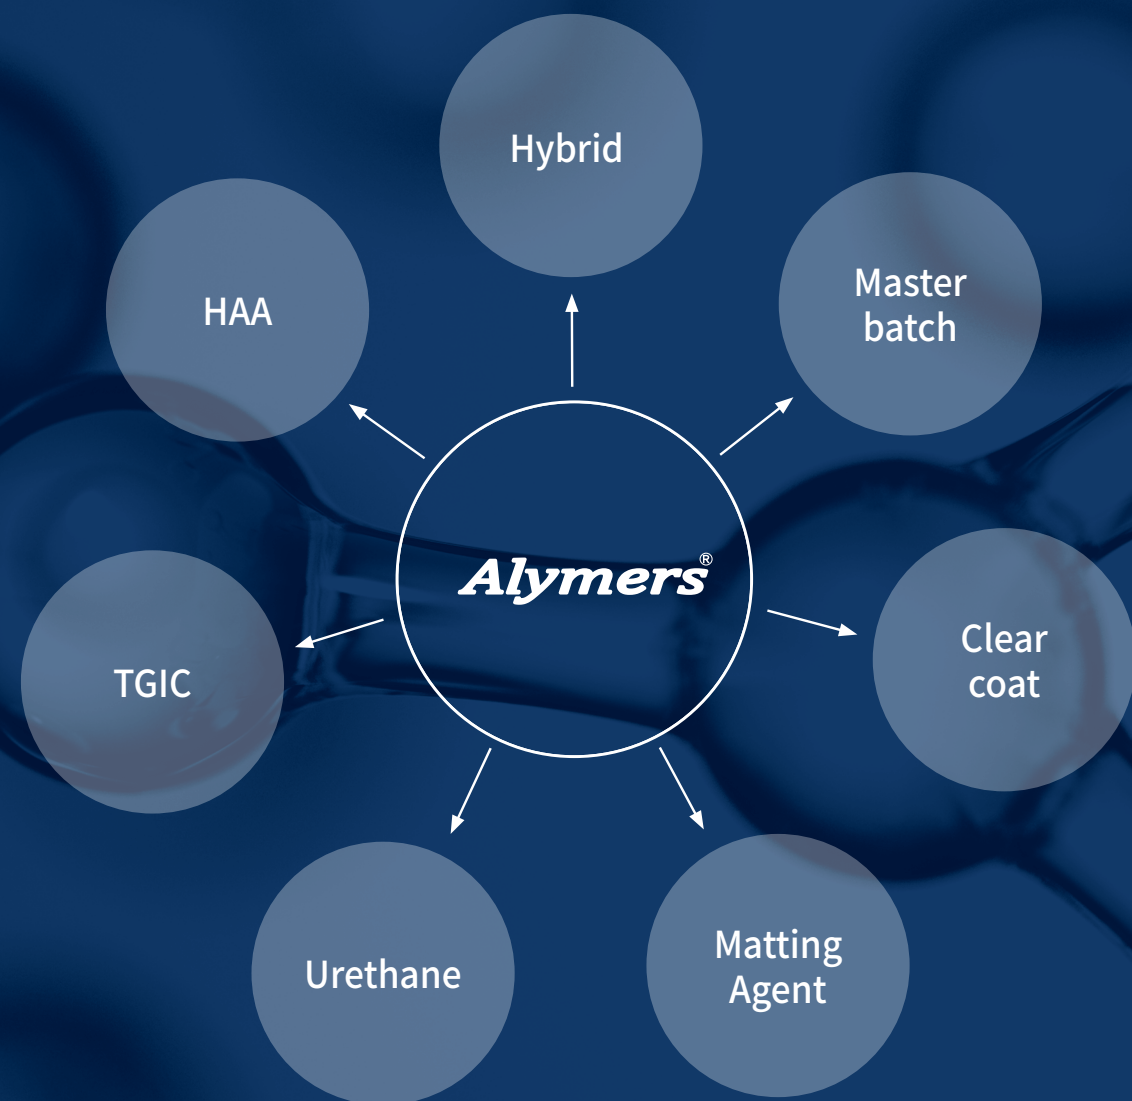 Hybrid
HAA
Master
batch
Alymers®
Clear
coat
TGIC
Urethane
Matting
Agent